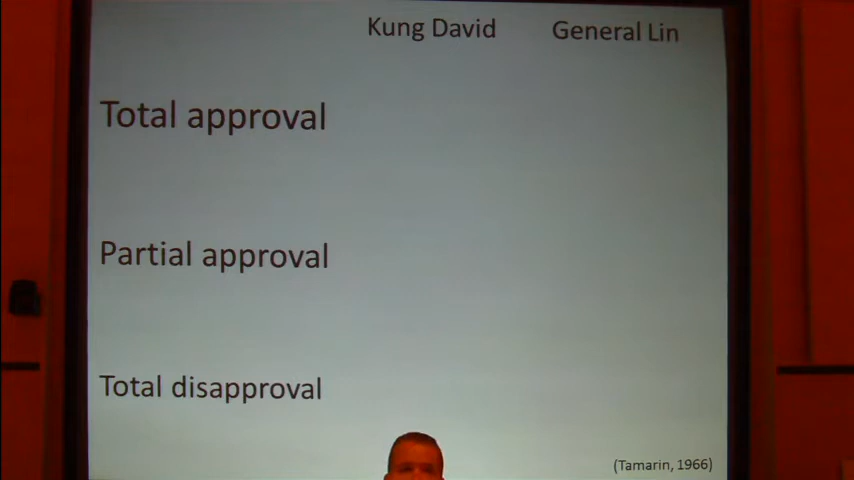 Kung David General Lin
Total approval
Partial approval
Total disapproval
(Tamarin, 1966)